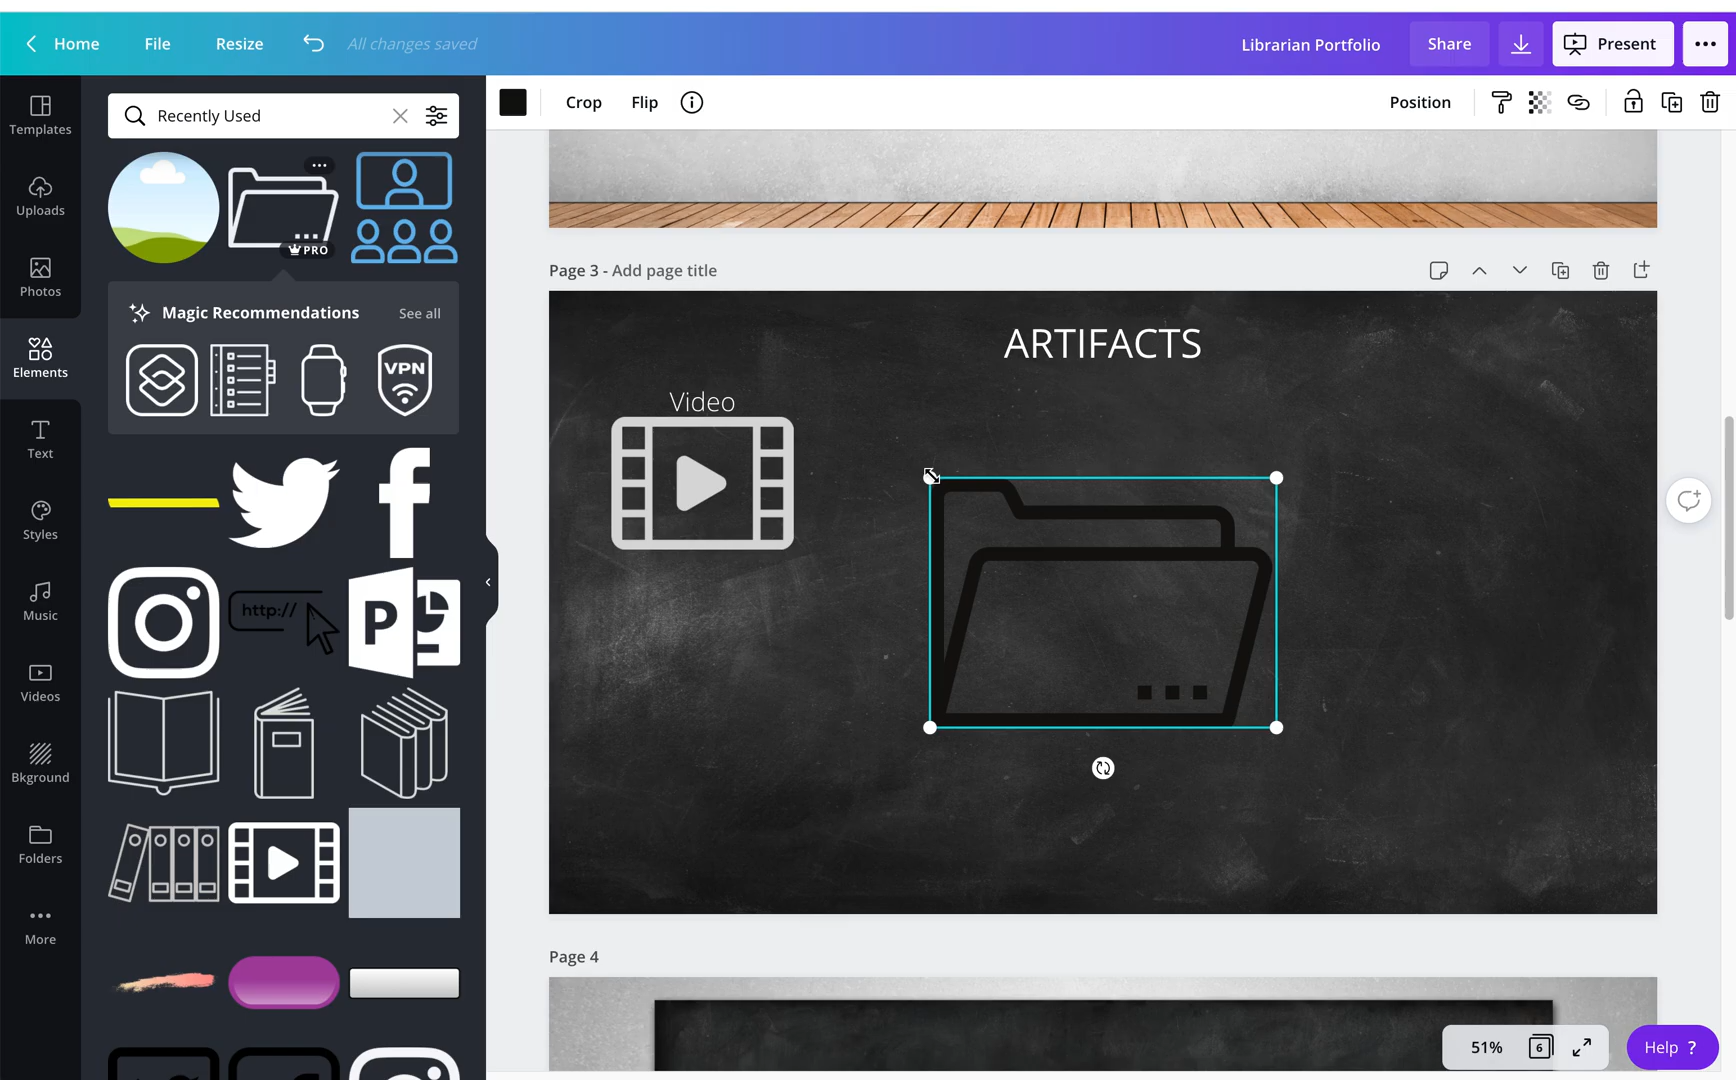 Home File Resize All changes saved Librarian Portfolio Share Present
Templates
Uploads
Photos
Elements
Text
Styles
Music
Videos
Bkground
Folders
More
Recently Used
PRO
Magic Recommendations See all
VPN
http://
P
Crop Flip Position
Page 3 - Add page title
ARTIFACTS
Video
Page 4
51% 6 Help ?